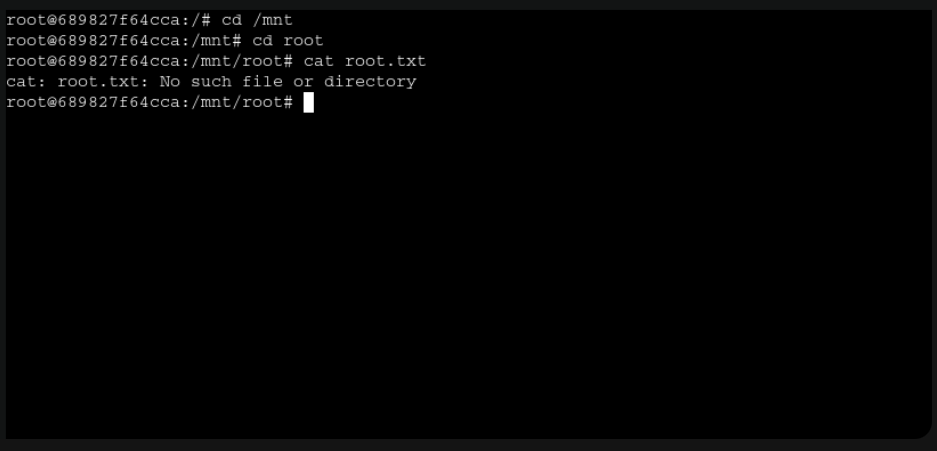 root@689827f64cca:/# cd /mnt
root@689827f64cca:/mnt# cd root
root@689827f64cca:/mnt/root# cat root.txt
cat: root.txt: No such file or directory
root@689827f64cca:/mnt/root#